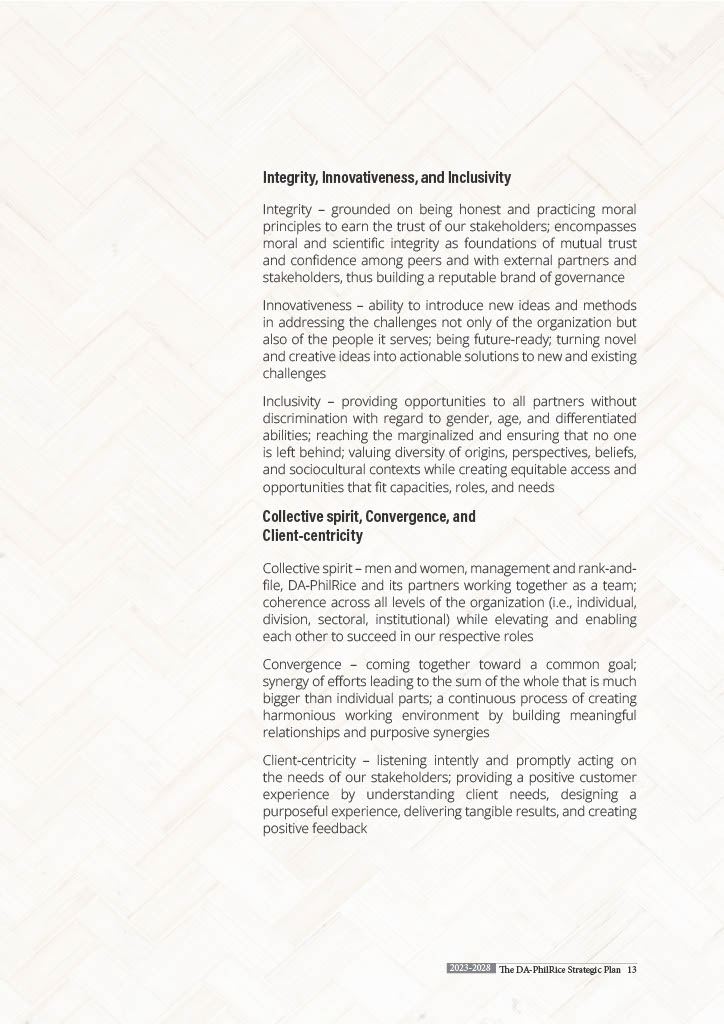 Integrity, Innovativeness, and Inclusivity
Integrity – grounded on being honest and practicing moral
principles to earn the trust of our stakeholders; encompasses
moral and scientific integrity as foundations of mutual trust
and confidence among peers and with external partners and
stakeholders, thus building a reputable brand of governance
Innovativeness – ability to introduce new ideas and methods
in addressing the challenges not only of the organization but
also of the people it serves; being future-ready; turning novel
and creative ideas into actionable solutions to new and existing
challenges
Inclusivity – providing opportunities to all partners without
discrimination with regard to gender, age, and differentiated
abilities; reaching the marginalized and ensuring that no one
is left behind; valuing diversity of origins, perspectives, beliefs,
and sociocultural contexts while creating equitable access and
opportunities that fit capacities, roles, and needs
Collective spirit, Convergence, and
Client-centricity
Collective spirit – men and women, management and rank-and-
file, DA-PhilRice and its partners working together as a team;
coherence across all levels of the organization (i.e., individual,
division, sectoral, institutional) while elevating and enabling
each other to succeed in our respective roles
Convergence – coming together toward a common goal;
synergy of efforts leading to the sum of the whole that is much
bigger than individual parts; a continuous process of creating
harmonious working environment by building meaningful
relationships and purposive synergies
Client-centricity – listening intently and promptly acting on
the needs of our stakeholders; providing a positive customer
experience by understanding client needs, designing a
purposeful experience, delivering tangible results, and creating
positive feedback
2023-2028 The DA-PhilRice Strategic Plan 13